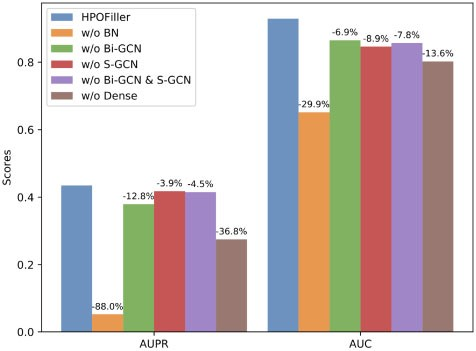 HPOFiller
w/o BN
w/o Bi-GCN
w/o S-GCN
w/o Bi-GCN & S-GCN
w/o Dense
Scores
0.8
0.6
0.4
0.2
0.0
-88.0%
-12.8%
-3.9%
-4.5%
-36.8%
-29.9%
-6.9%
-8.9%
-7.8%
-13.6%
AUPR
AUC